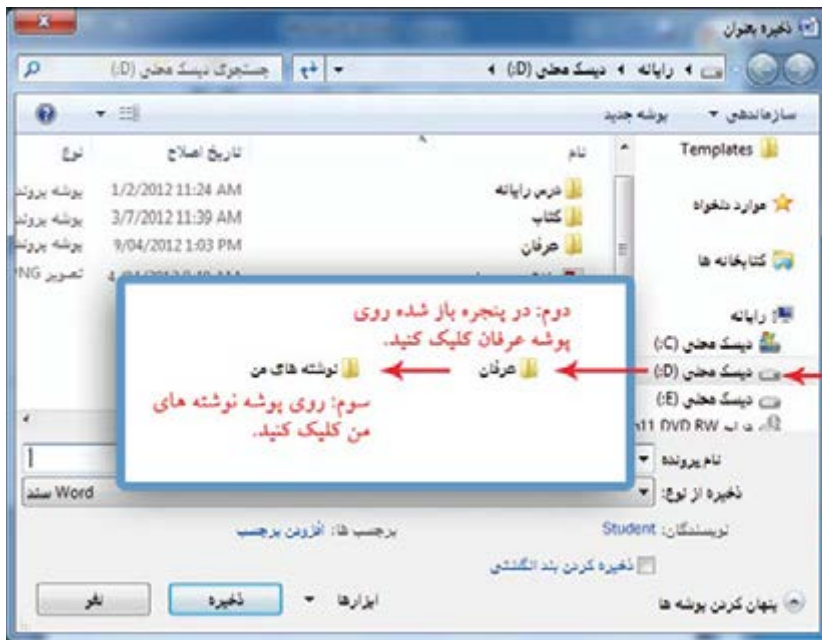 ذخیره بعنوان
رایانه ◄ دیسک محلی (D:) ◄
جستجوی دیسک محلی (D:)
سازماندهی ▼ پوشه جدید
Templates
موارد دلخواه
کتابخانه ها
رایانه
دیسک محلی (C:)
دیسک محلی (D:)
دیسک محلی (E:)
DVD RW
نام تاریخ اصلاح نوع
درس رایانه 1/2/2012 11:24 AM پوشه پروند
کتاب 3/7/2012 11:39 AM پوشه پروند
عرفان 9/04/2012 1:03 PM پوشه پروند
تصویر PNG
دوم: در پنجره باز شده روی
پوشه عرفان کلیک کنید.
عرفان
نوشته های من
سوم: روی پوشه نوشته های
من کلیک کنید.
نام پرونده
ذخیره از نوع: سند Word
نویسندگان: Student برچسب ها: افزودن برچسب
ذخیره کردن بند انگشتی
پنهان کردن پوشه ها ابزارها ▼ ذخیره لغو